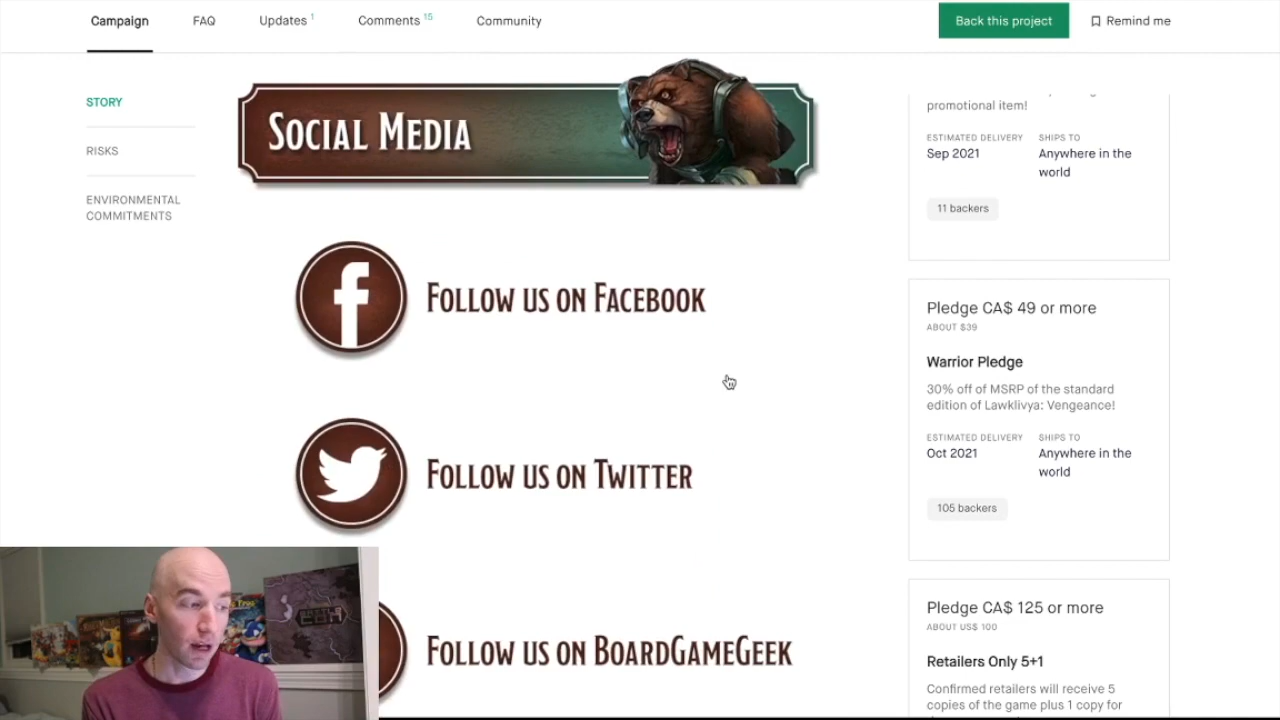 Campaign
FAQ
Updates 1
Comments 15
Community
Back this project
Remind me
STORY
RISKS
ENVIRONMENTAL
COMMITMENTS
SOCIAL MEDIA
FOLLOW US ON FACEBOOK
FOLLOW US ON TWITTER
FOLLOW US ON BOARDGAMEGEEK
promotional item!
ESTIMATED DELIVERY
SHIPS TO
Sep 2021
Anywhere in the
world
11 backers
Pledge CA$ 49 or more
ABOUT $39
Warrior Pledge
30% off of MSRP of the standard
edition of Lawklivya: Vengeance!
ESTIMATED DELIVERY
SHIPS TO
Oct 2021
Anywhere in the
world
105 backers
Pledge CA$ 125 or more
ABOUT US$ 100
Retailers Only 5+1
Confirmed retailers will receive 5
copies of the game plus 1 copy for